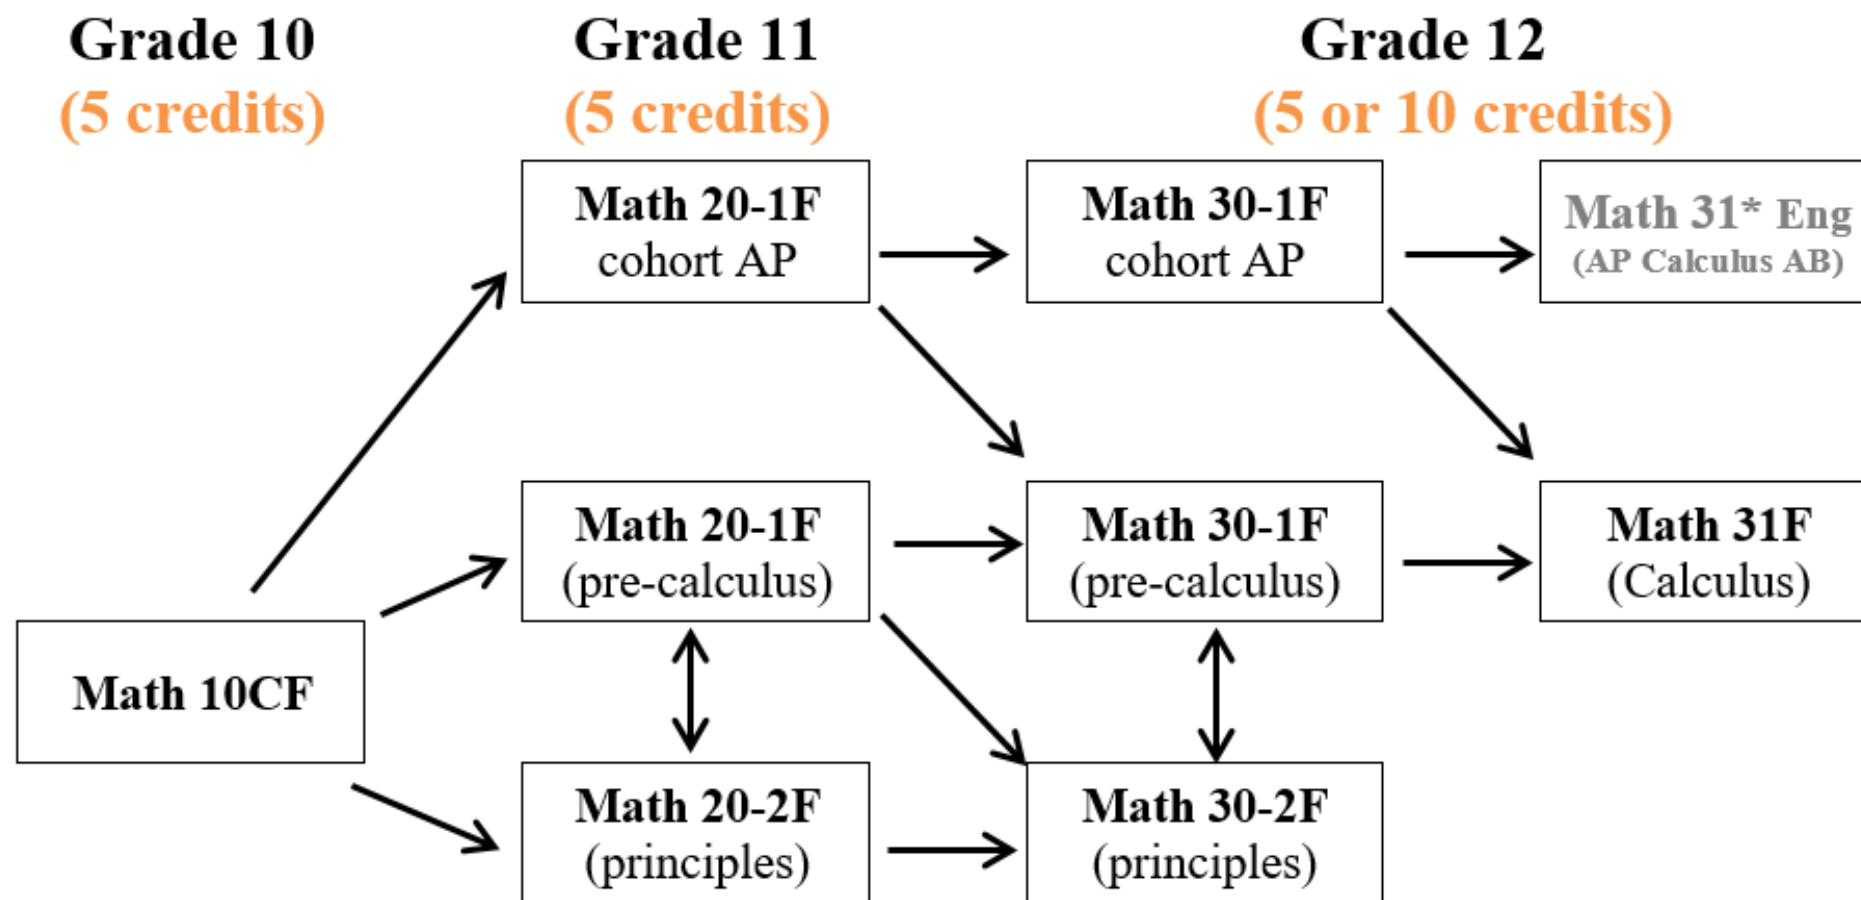 Grade 10
(5 credits)
Grade 11
(5 credits)
Grade 12
(5 or 10 credits)
Math 20-1F
cohort AP
Math 30-1F
cohort AP
Math 31* Eng
(AP Calculus AB)
Math 20-1F
(pre-calculus)
Math 30-1F
(pre-calculus)
Math 31F
(Calculus)
Math 10CF
Math 20-2F
(principles)
Math 30-2F
(principles)